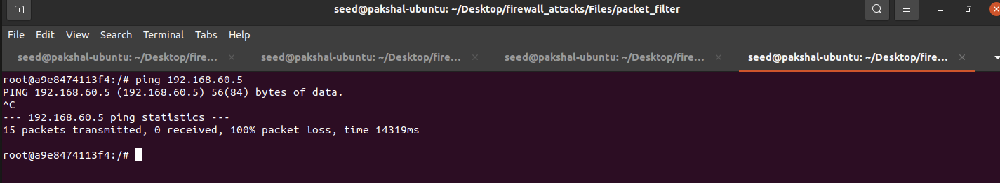 seed@pakshal-ubuntu: ~/Desktop/firewall_attacks/Files/packet_filter
File Edit View Search Terminal Tabs Help
seed@pakshal-ubuntu: ~/Desktop/fire... × seed@pakshal-ubuntu: ~/Desktop/fire... × seed@pakshal-ubuntu: ~/Desktop/fire... × seed@pakshal-ubuntu: ~/Desktop/fire... ×
root@a9e8474113f4:/# ping 192.168.60.5
PING 192.168.60.5 (192.168.60.5) 56(84) bytes of data.
^C
--- 192.168.60.5 ping statistics ---
15 packets transmitted, 0 received, 100% packet loss, time 14319ms
root@a9e8474113f4:/#